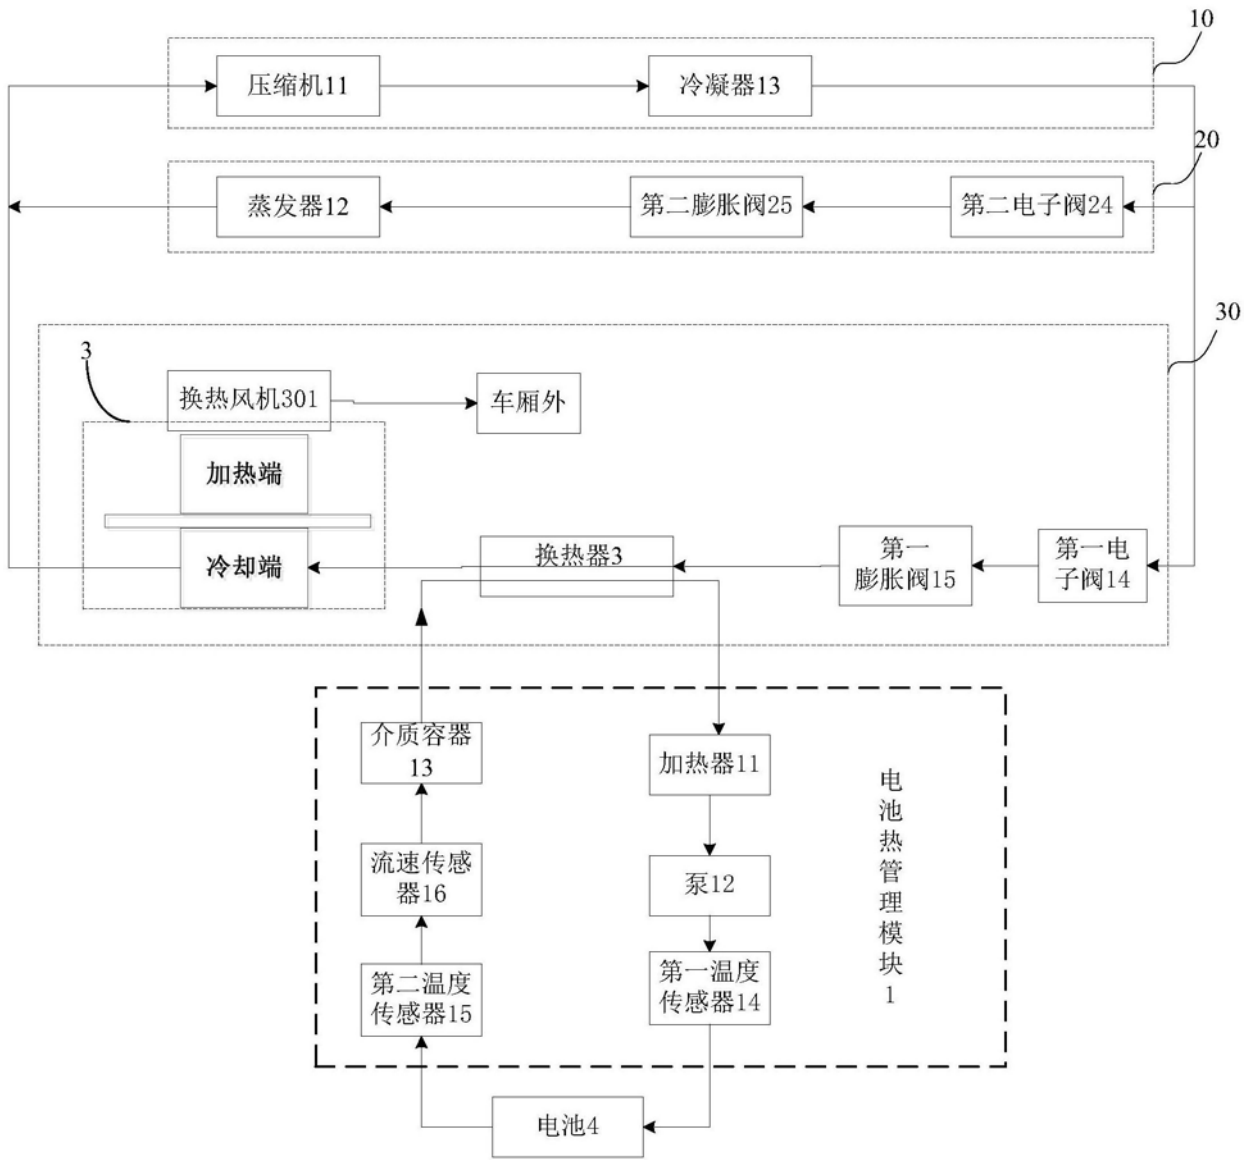 10
压缩机11
冷凝器13
20
蒸发器12
第二膨胀阀25
第二电子阀24
30
3
换热风机301
车厢外
加热端
冷却端
换热器3
第一
膨胀阀15
第一电
子阀14
介质容器
13
加热器11
流速传感
器16
泵12
第二温度
传感器15
第一温度
传感器14
电
池
热
管
理
模
块
1
电池4